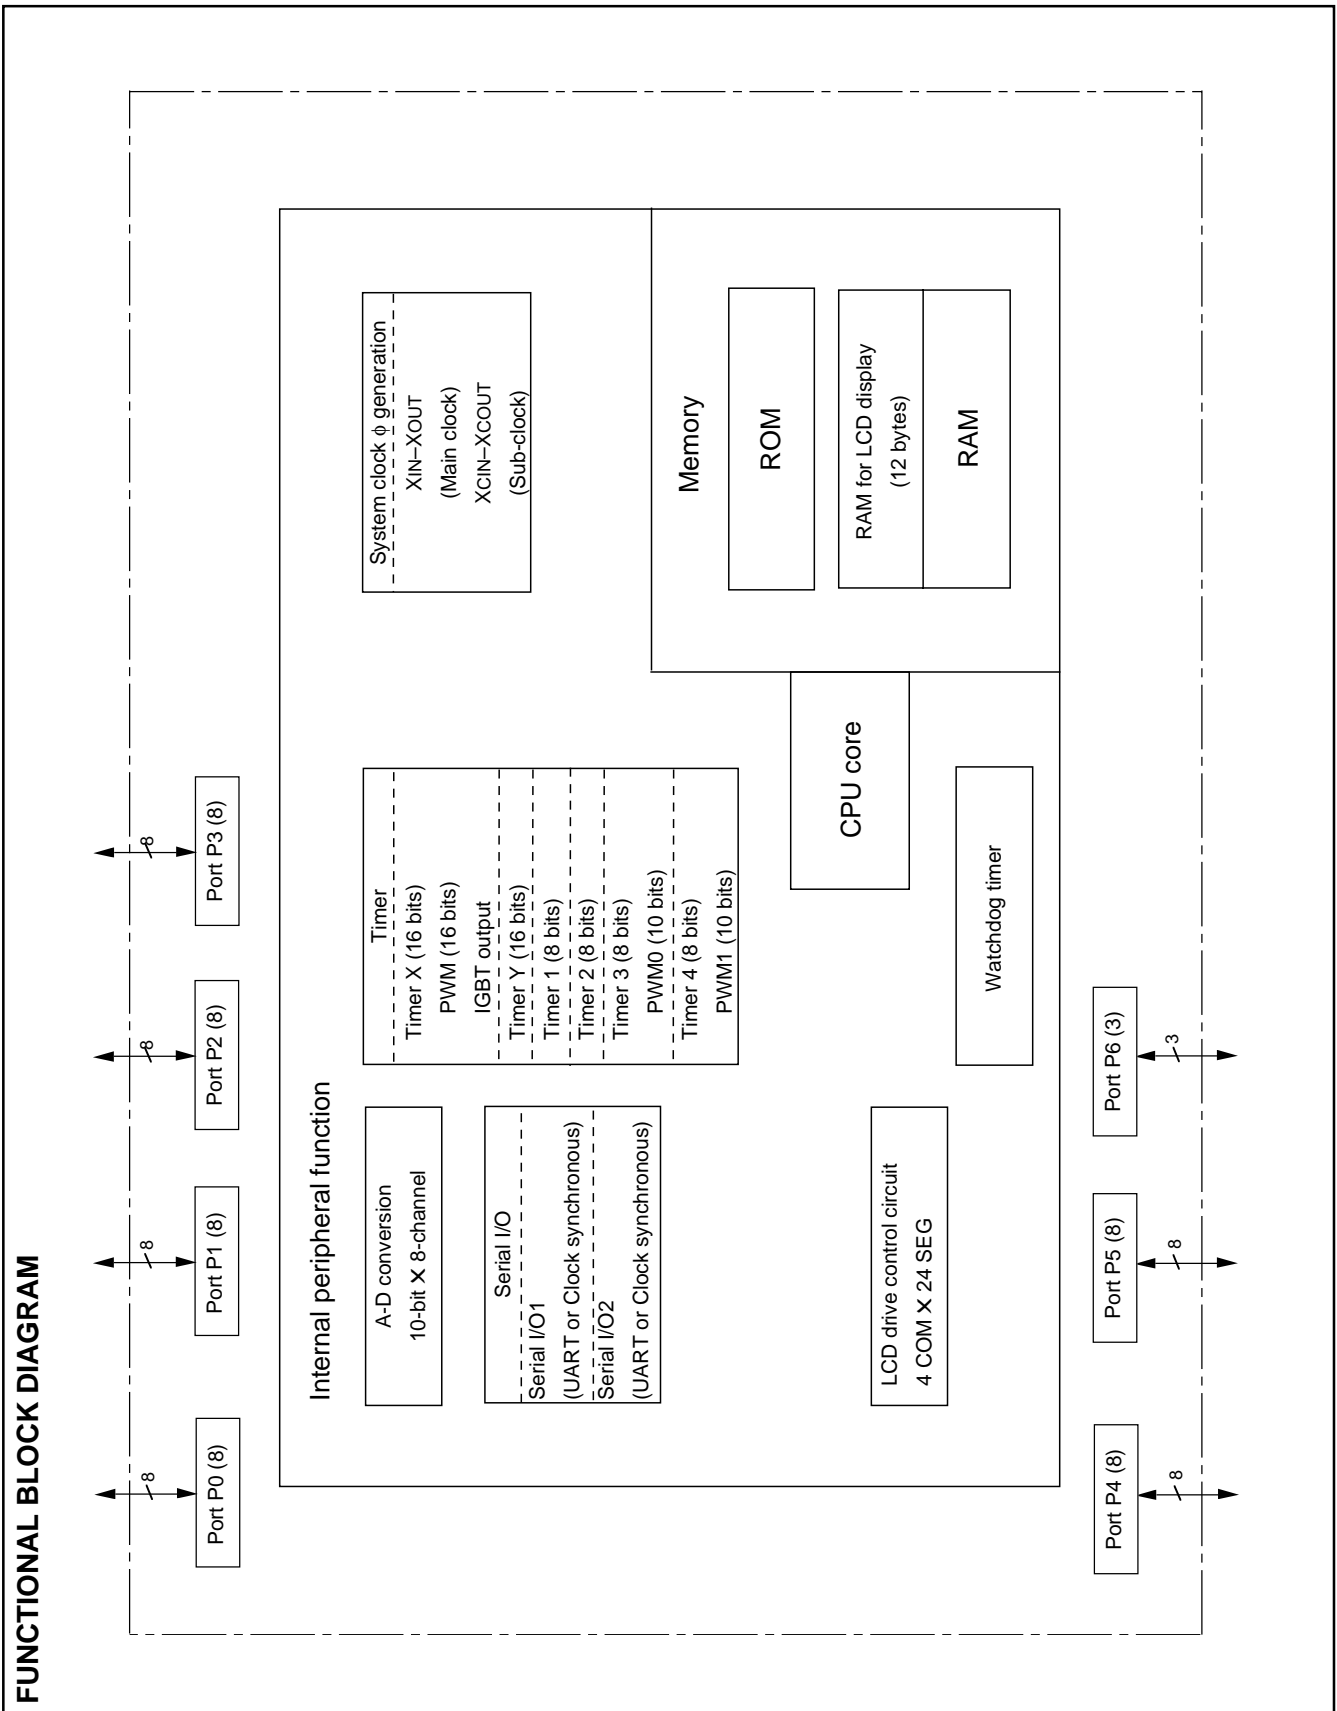 FUNCTIONAL BLOCK DIAGRAM
8
8
8
8
Port P0 (8)
Port P1 (8)
Port P2 (8)
Port P3 (8)
Internal peripheral function
A-D conversion
10-bit X 8-channel
Serial I/O
Serial I/O1
(UART or Clock synchronous)
Serial I/O2
(UART or Clock synchronous)
LCD drive control circuit
4 COM X 24 SEG
Timer
Timer X (16 bits)
PWM (16 bits)
IGBT output
Timer Y (16 bits)
Timer 1 (8 bits)
Timer 2 (8 bits)
Timer 3 (8 bits)
PWM0 (10 bits)
Timer 4 (8 bits)
PWM1 (10 bits)
CPU core
Watchdog timer
System clock φ generation
XIN–XOUT
(Main clock)
XCIN–XCOUT
(Sub-clock)
Memory
ROM
RAM for LCD display
(12 bytes)
RAM
Port P4 (8)
Port P5 (8)
Port P6 (3)
8
8
3